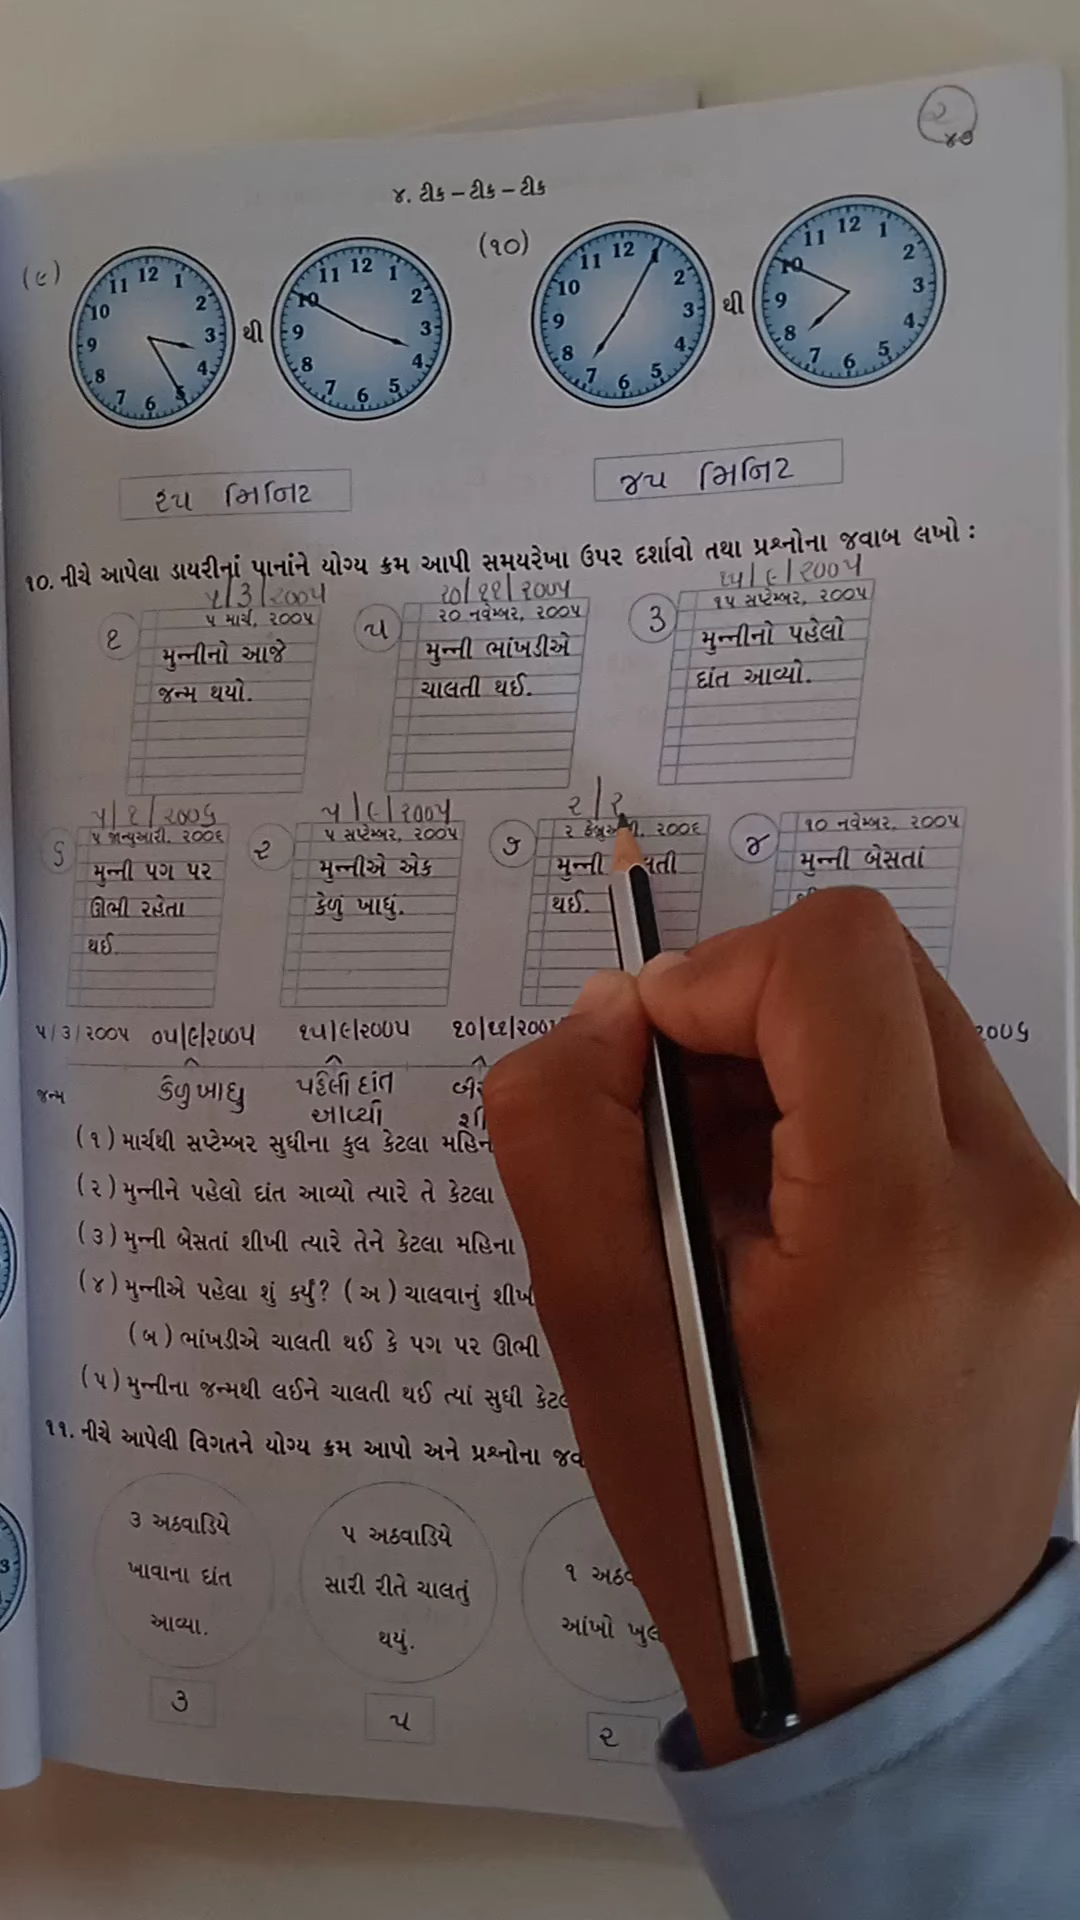 ૪. ટીક – ટીક – ટીક
(૯)
થી
(૧૦)
થી
૨૫ મિનિટ
૪૫ મિનિટ
૧૦. નીચે આપેલા ડાયરીનાં પાનાંને યોગ્ય ક્રમ આપી સમયરેખા ઉપર દર્શાવો તથા પ્રશ્નોના જવાબ લખો :
૫/૩/૨૦૦૫
૧
૫ માર્ચ, ૨૦૦૫
મુન્નીનો આજે
જન્મ થયો.
૨૦/૧૧/૨૦૦૫
૫
૨૦ નવેમ્બર, ૨૦૦૫
મુન્ની ભાંખડીએ
ચાલતી થઈ.
૧૫/૯/૨૦૦૫
૩
૧૫ સપ્ટેમ્બર, ૨૦૦૫
મુન્નીનો પહેલો
દાંત આવ્યો.
૫/૧/૨૦૦૬
૬
૫ જાન્યુઆરી, ૨૦૦૬
મુન્ની પગ પર
ઊભી રહેતા
થઈ.
૫/૯/૨૦૦૫
૨
૫ સપ્ટેમ્બર, ૨૦૦૫
મુન્નીએ એક
કેળું ખાધું.
૨/૨
૭
૨ ૨૦૦૬
મુન્ની
થઈ.
૪
૧૦ નવેમ્બર, ૨૦૦૫
મુન્ની બેસતાં
૫/૩/૨૦૦૫ ૦૫/૯/૨૦૦૫ ૧૫/૯/૨૦૦૫
જન્મ
કેળુ ખાધુ
પહેલી દાંત
આવ્યો
(૧) માર્ચથી સપ્ટેમ્બર સુધીના કુલ કેટલા
(૨) મુન્નીને પહેલો દાંત આવ્યો ત્યારે તે કેટલા
(૩) મુન્ની બેસતાં શીખી ત્યારે તેને કેટલા મહિના
(૪) મુન્નીએ પહેલા શું કર્યું? (અ) ચાલવાનું
(બ) ભાંખડીએ ચાલતી થઈ કે પગ પર ઊભી
(૫) મુન્નીના જન્મથી લઈને ચાલતી થઈ ત્યાં સુધી
૧૧. નીચે આપેલી વિગતને યોગ્ય ક્રમ આપો અને પ્રશ્નોના
૩ અઠવાડિયે
ખાવાના દાંત
આવ્યા.
૩
૫ અઠવાડિયે
સારી રીતે ચાલતું
થયું.
૫
૧
આંખો
૨